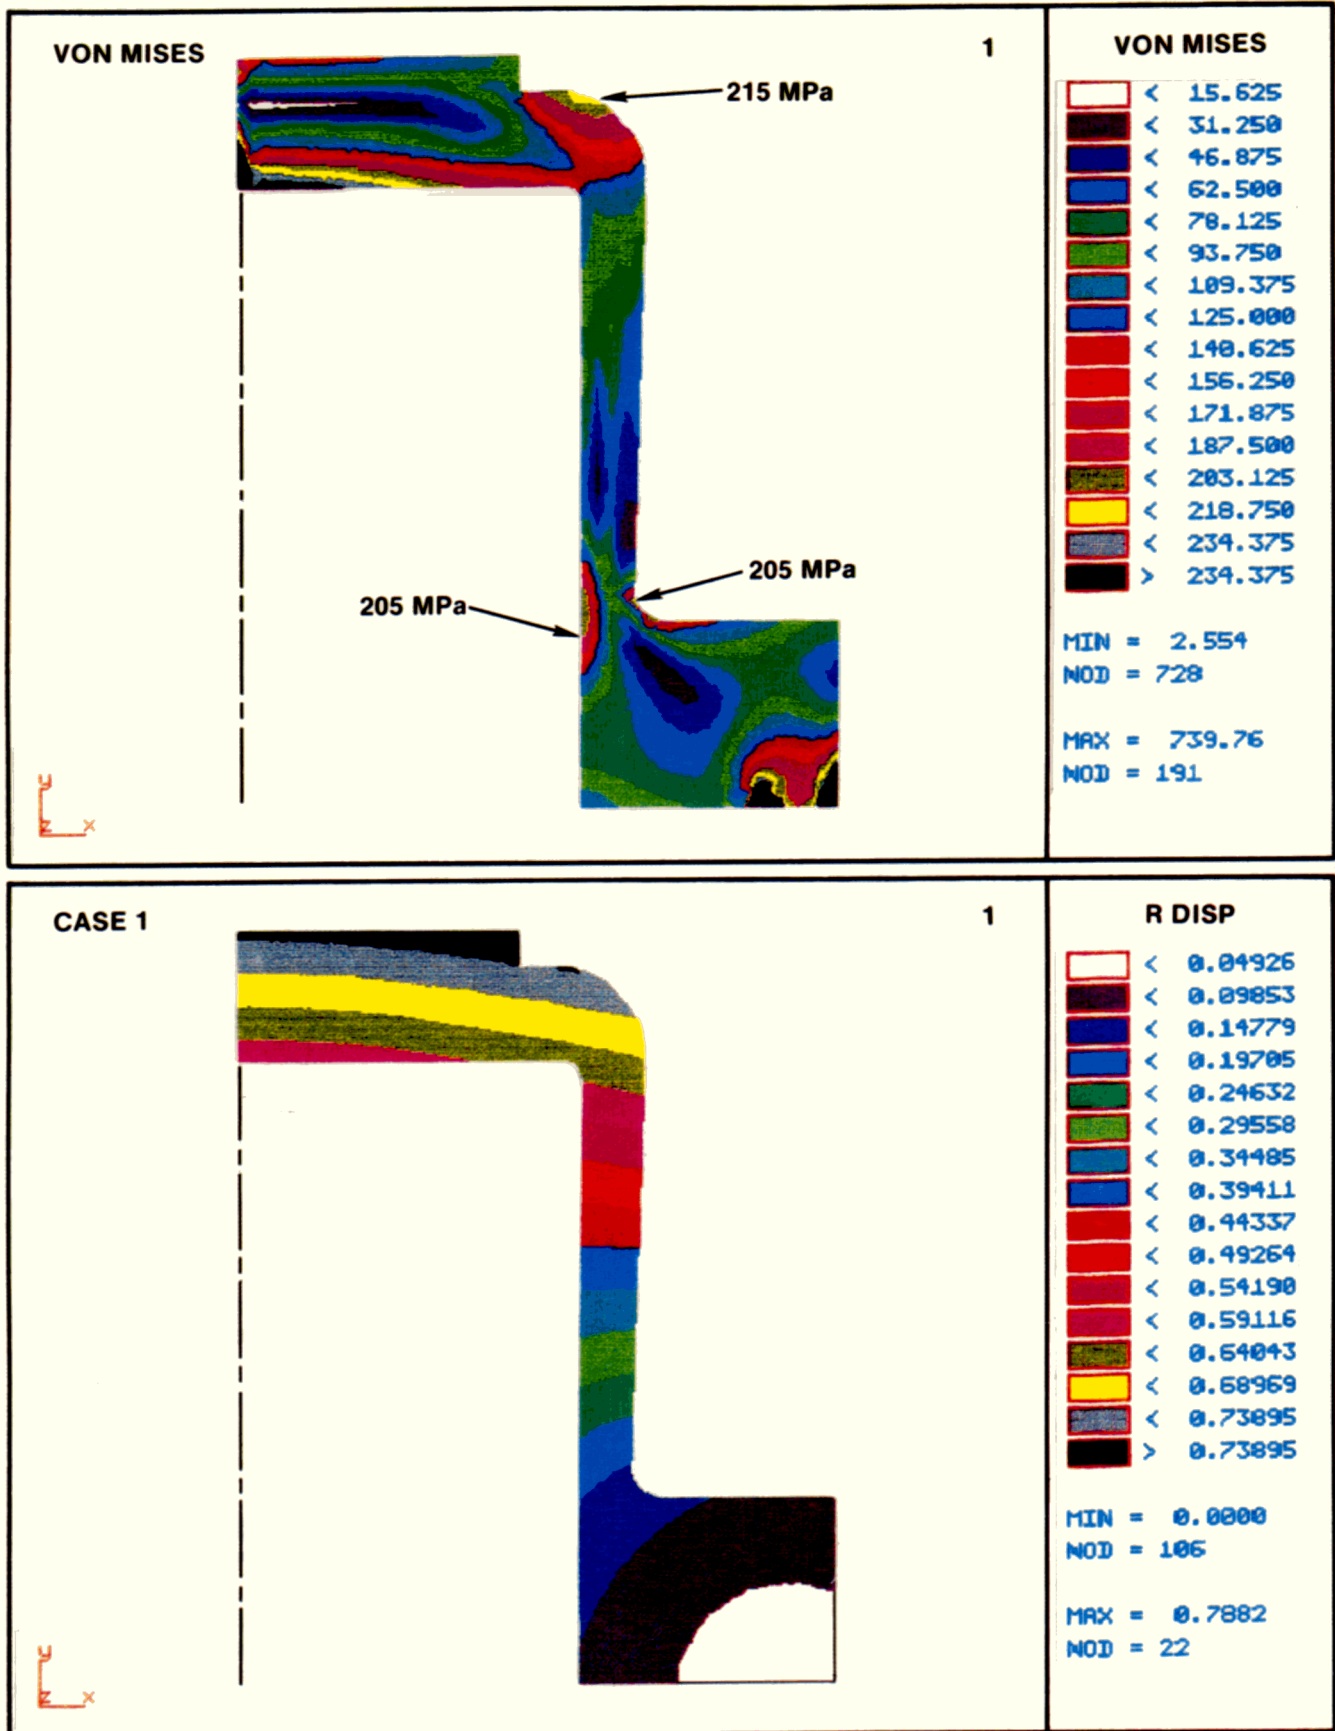 VON MISES
1
215 MPa
205 MPa
205 MPa
y
z x
VON MISES
< 15.625
< 31.250
< 46.875
< 62.500
< 78.125
< 93.750
< 109.375
< 125.000
< 140.625
< 156.250
< 171.875
< 187.500
< 203.125
< 218.750
< 234.375
> 234.375
MIN = 2.554
NOD = 728
MAX = 739.76
NOD = 191
CASE 1
1
y
z x
R DISP
< 0.04926
< 0.09853
< 0.14779
< 0.19705
< 0.24632
< 0.29558
< 0.34485
< 0.39411
< 0.44337
< 0.49264
< 0.54190
< 0.59116
< 0.64043
< 0.68969
< 0.73895
> 0.73895
MIN = 0.0000
NOD = 106
MAX = 0.7882
NOD = 22